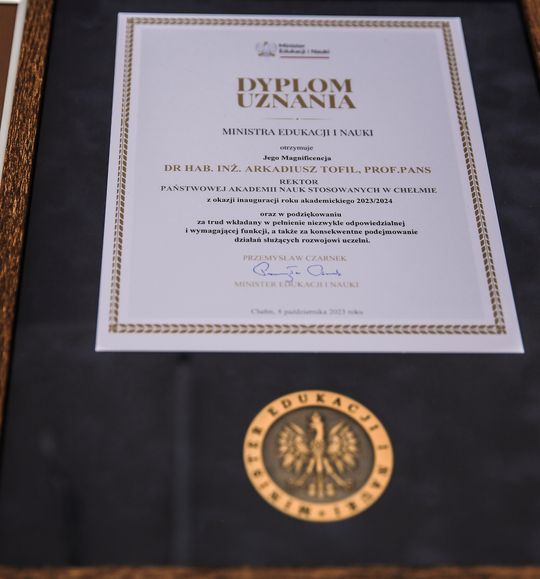 Minister
Edukacji i Nauki
DYPLOM
UZNANIA
MINISTRA EDUKACJI I NAUKI
otrzymuje
Jego Magnificencja
DR HAB. INŻ. ARKADIUSZ TOFIL, PROF.PANS
REKTOR
PAŃSTWOWEJ AKADEMII NAUK STOSOWANYCH W CHEŁMIE
z okazji inauguracji roku akademickiego 2023/2024
oraz w podziękowaniu
za trud wkładany w pełnienie niezwykle odpowiedzialnej
i wymagającej funkcji, a także za konsekwentne podejmowanie
działań służących rozwojowi uczelni.
PRZEMYSŁAW CZARNEK
MINISTER EDUKACJI I NAUKI
Chełm, 8 października 2023 roku
MINISTER EDUKACJI I NAUKI